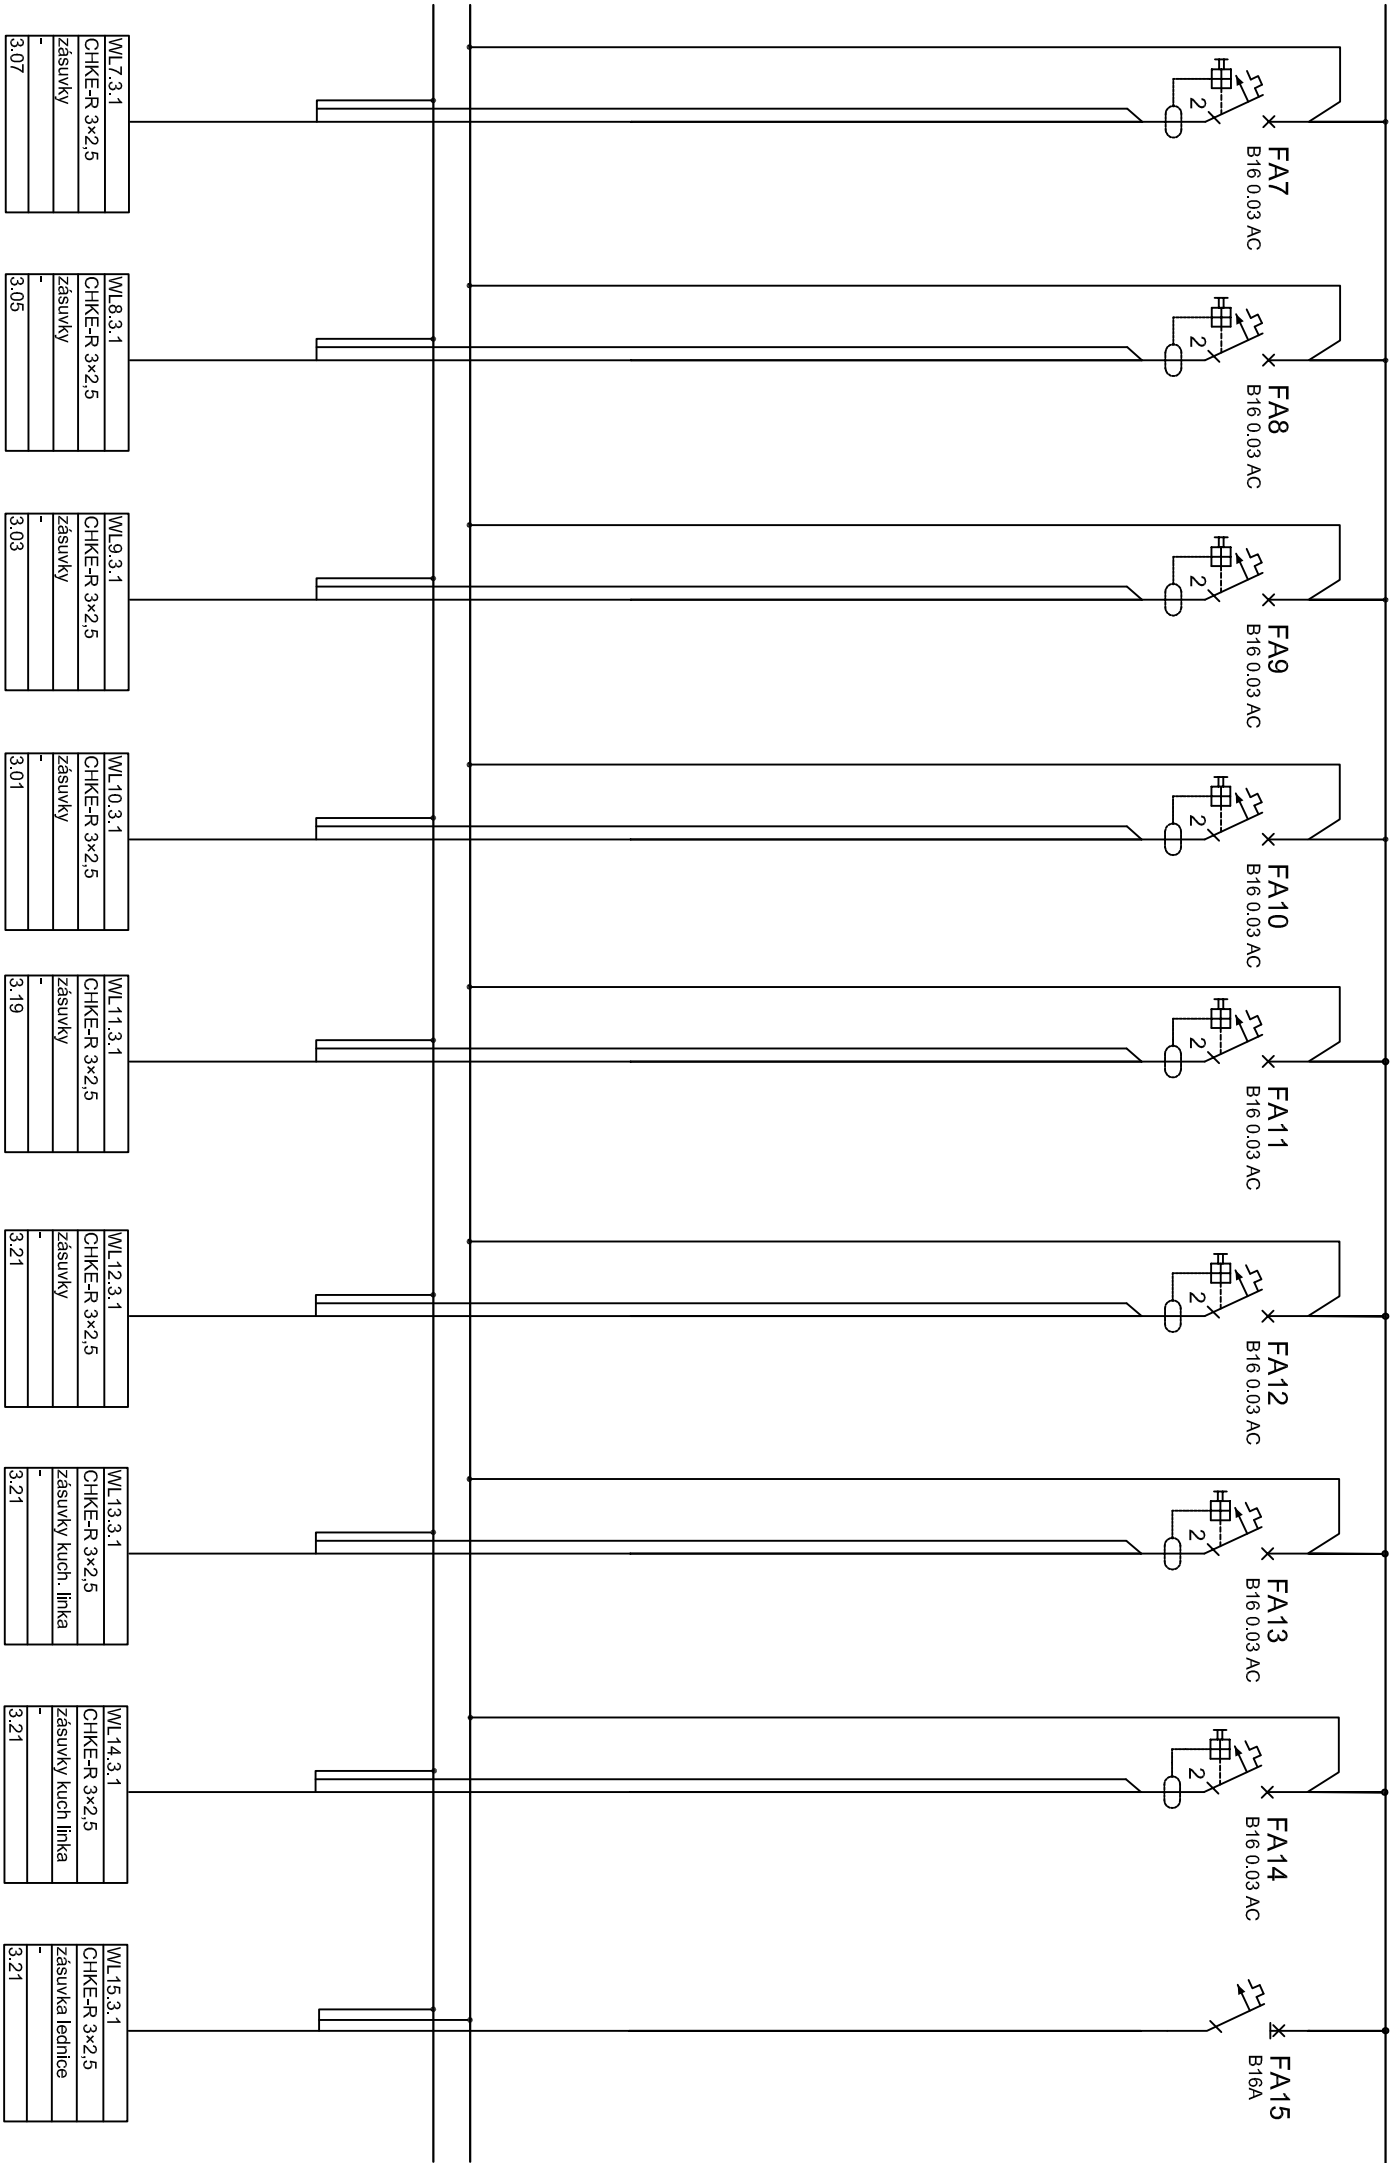 FA7
B16 0.03 AC
2
WL7.3.1
CHKE-R 3×2,5
zásuvky
-
3.07
FA8
B16 0.03 AC
2
WL8.3.1
CHKE-R 3×2,5
zásuvky
-
3.05
FA9
B16 0.03 AC
2
WL9.3.1
CHKE-R 3×2,5
zásuvky
-
3.03
FA10
B16 0.03 AC
2
WL10.3.1
CHKE-R 3×2,5
zásuvky
-
3.01
FA11
B16 0.03 AC
2
WL11.3.1
CHKE-R 3×2,5
zásuvky
-
3.19
FA12
B16 0.03 AC
2
WL12.3.1
CHKE-R 3×2,5
zásuvky
-
3.21
FA13
B16 0.03 AC
2
WL13.3.1
CHKE-R 3×2,5
zásuvky kuch. linka
-
3.21
FA14
B16 0.03 AC
2
WL14.3.1
CHKE-R 3×2,5
zásuvky kuch linka
-
3.21
FA15
B16A
WL15.3.1
CHKE-R 3×2,5
zásuvka lednice
-
3.21